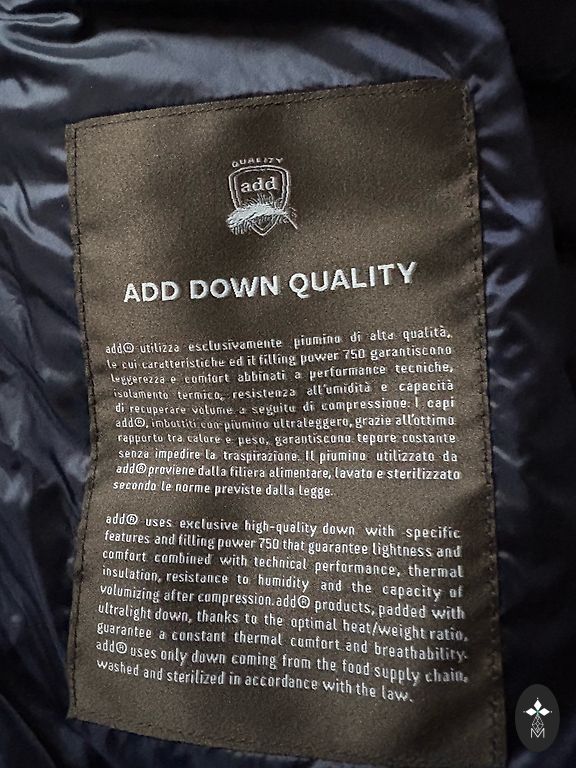 QUALITY
add
ADD DOWN QUALITY
add® utilizza esclusivamente piumino di alta qualità,
le cui caratteristiche ed il filling power 750 garantiscono
leggerezza e comfort abbinati a performance tecniche,
isolamento termico, resistenza all'umidità e capacità
di recuperare volume a seguito di compressione. I capi
add®, imbottiti con piumino ultraleggero, grazie all'ottimo
rapporto tra calore e peso, garantiscono tepore costante
senza impedire la traspirazione. Il piumino utilizzato da
add® proviene dalla filiera alimentare, lavato e sterilizzato
secondo le norme previste dalla legge.
add® uses exclusive high-quality down with specific
features and filling power 750 that guarantee lightness and
comfort combined with technical performance, thermal
insulation, resistance to humidity and the capacity of
volumizing after compression. add® products, padded with
ultralight down, thanks to the optimal heat/weight ratio,
guarantee a constant thermal comfort and breathability.
add® uses only down coming from the food supply chain,
washed and sterilized in accordance with the law.
M